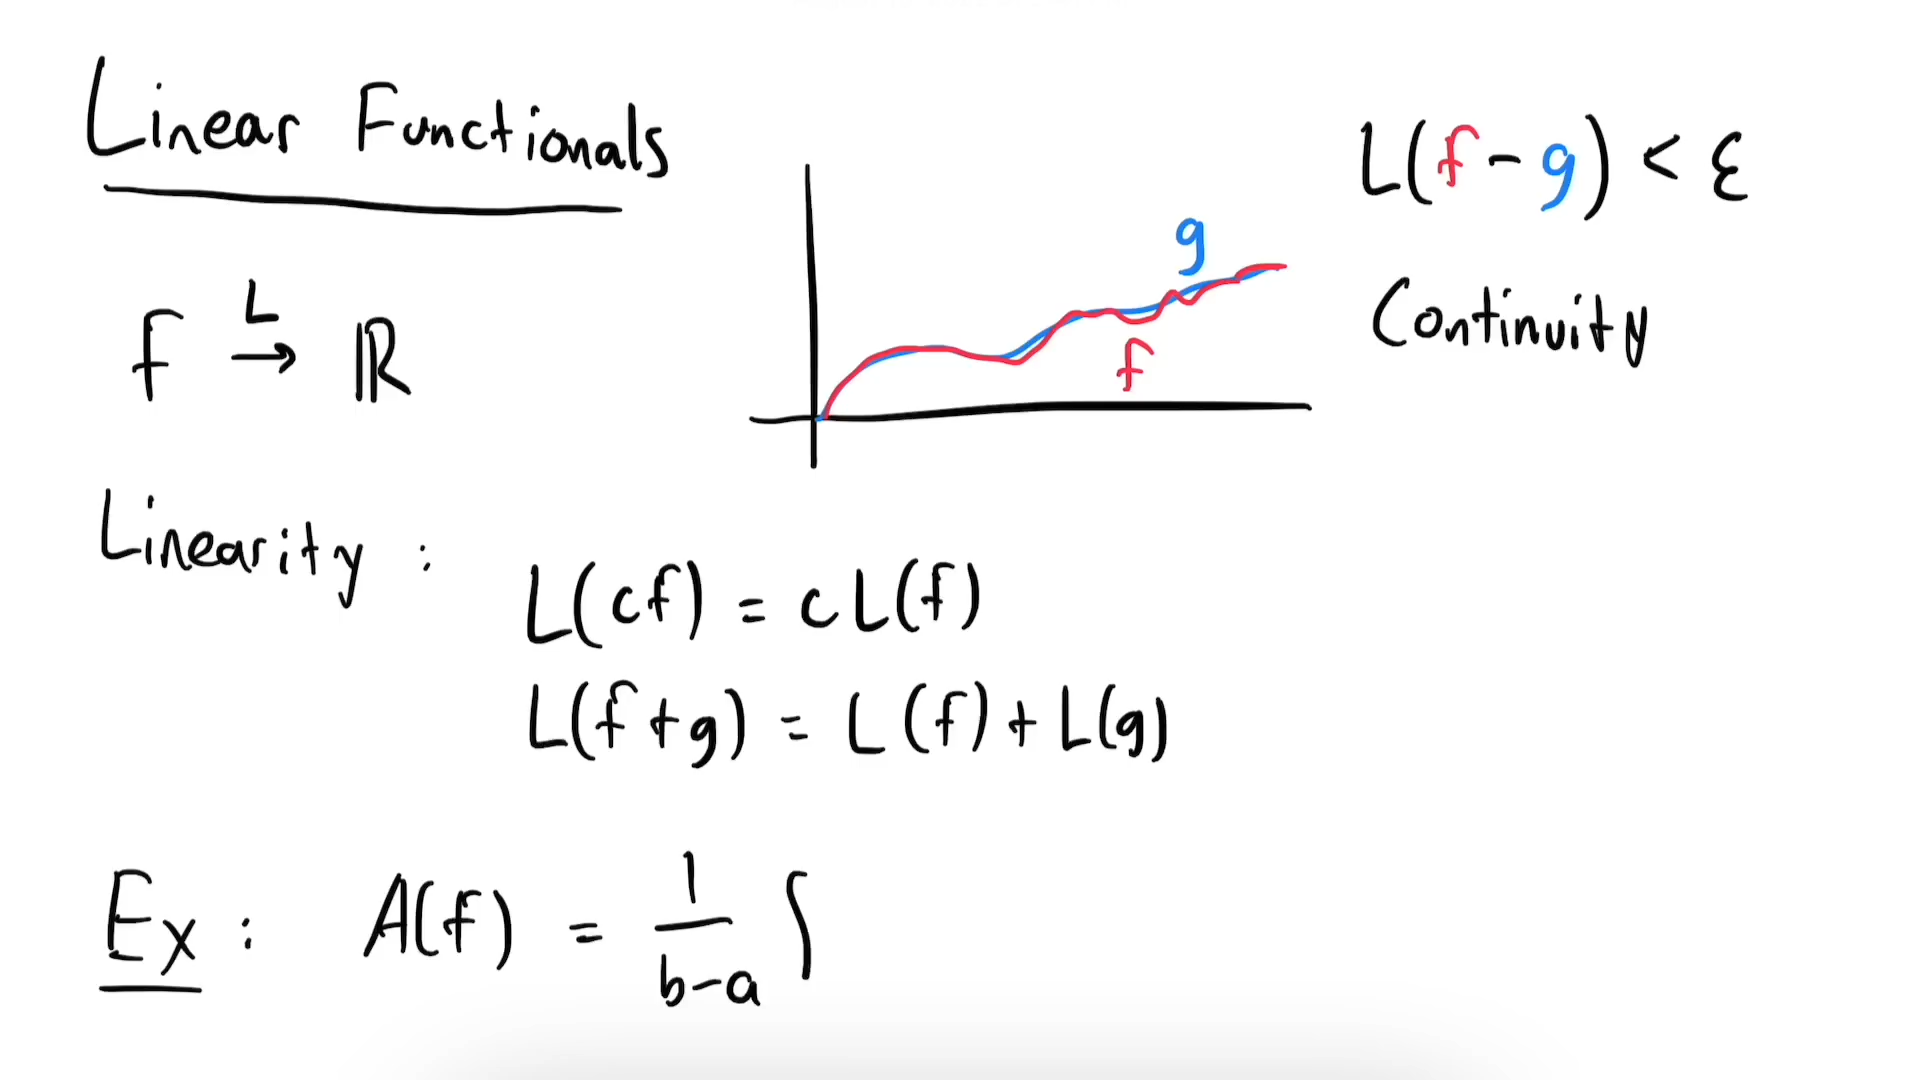 Linear Functionals
L(f-g) < ε
g
Continuity
f L→ ℝ
f
Linearity :
L(cf) = cL(f)
L(f+g) = L(f) + L(g)
Ex : A(f) = 1/(b-a) ∫